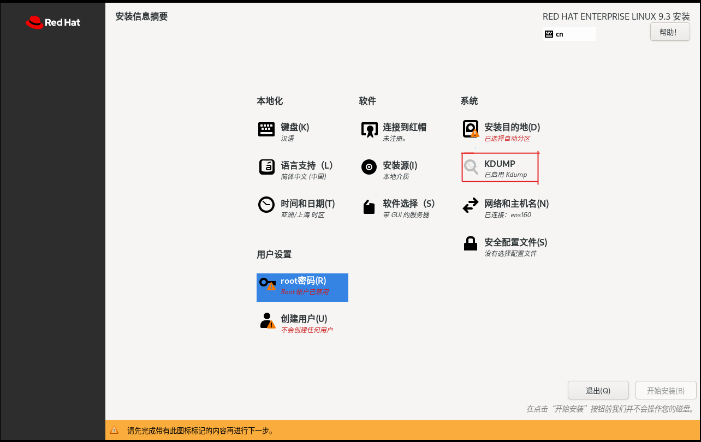 Red Hat
安装信息摘要
RED HAT ENTERPRISE LINUX 9.3 安装
cn
帮助!
本地化
键盘(K)
汉语
语言支持（L）
简体中文 (中国)
时间和日期(T)
亚洲/上海 时区
软件
连接到红帽
未注册。
安装源(I)
本地介质
软件选择（S）
带 GUI 的服务器
系统
安装目的地(D)
已选择自动分区
KDUMP
已启用 Kdump
网络和主机名(N)
已连接：ens160
安全配置文件(S)
没有选择配置文件
用户设置
root密码(R)
Root 帐户已禁用
创建用户(U)
不会创建任何用户
退出(Q)
开始安装(B)
在点击“开始安装”按钮前我们并不会操作您的磁盘。
请先完成带有此图标标记的内容再进行下一步。